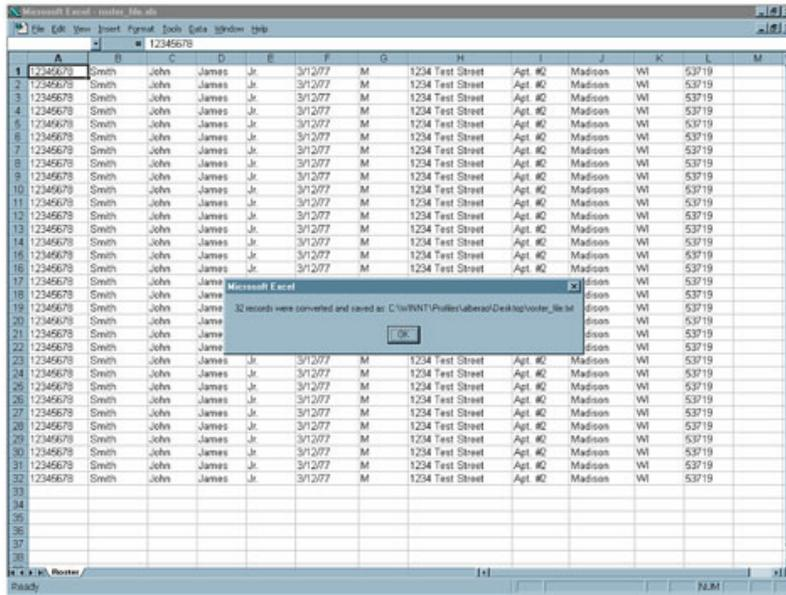 Microsoft Excel - roster_file.xls
File Edit View Insert Format Tools Data Window Help
= 12345678
A B C D E F G H I J K L M
1 12345678 Smith John James Jr. 3/12/77 M 1234 Test Street Apt. #2 Madison WI 53719
2 12345678 Smith John James Jr. 3/12/77 M 1234 Test Street Apt. #2 Madison WI 53719
3 12345678 Smith John James Jr. 3/12/77 M 1234 Test Street Apt. #2 Madison WI 53719
4 12345678 Smith John James Jr. 3/12/77 M 1234 Test Street Apt. #2 Madison WI 53719
5 12345678 Smith John James Jr. 3/12/77 M 1234 Test Street Apt. #2 Madison WI 53719
6 12345678 Smith John James Jr. 3/12/77 M 1234 Test Street Apt. #2 Madison WI 53719
7 12345678 Smith John James Jr. 3/12/77 M 1234 Test Street Apt. #2 Madison WI 53719
8 12345678 Smith John James Jr. 3/12/77 M 1234 Test Street Apt. #2 Madison WI 53719
9 12345678 Smith John James Jr. 3/12/77 M 1234 Test Street Apt. #2 Madison WI 53719
10 12345678 Smith John James Jr. 3/12/77 M 1234 Test Street Apt. #2 Madison WI 53719
11 12345678 Smith John James Jr. 3/12/77 M 1234 Test Street Apt. #2 Madison WI 53719
12 12345678 Smith John James Jr. 3/12/77 M 1234 Test Street Apt. #2 Madison WI 53719
13 12345678 Smith John James Jr. 3/12/77 M 1234 Test Street Apt. #2 Madison WI 53719
14 12345678 Smith John James Jr. 3/12/77 M 1234 Test Street Apt. #2 Madison WI 53719
15 12345678 Smith John James Jr. 3/12/77 M 1234 Test Street Apt. #2 Madison WI 53719
16 12345678 Smith John James Jr. 3/12/77 M 1234 Test Street Apt. #2 Madison WI 53719
17 12345678 Smith John Jame dison WI 53719
18 12345678 Smith John Jame dison WI 53719
19 12345678 Smith John Jame dison WI 53719
20 12345678 Smith John Jame dison WI 53719
21 12345678 Smith John Jame dison WI 53719
22 12345678 Smith John Jame dison WI 53719
Microsoft Excel
32 records were converted and saved as: C:\WINNT\Profiles\alberao\Desktop\roster_file.txt
OK
23 12345678 Smith John James Jr. 3/12/77 M 1234 Test Street Apt. #2 Madison WI 53719
24 12345678 Smith John James Jr. 3/12/77 M 1234 Test Street Apt. #2 Madison WI 53719
25 12345678 Smith John James Jr. 3/12/77 M 1234 Test Street Apt. #2 Madison WI 53719
26 12345678 Smith John James Jr. 3/12/77 M 1234 Test Street Apt. #2 Madison WI 53719
27 12345678 Smith John James Jr. 3/12/77 M 1234 Test Street Apt. #2 Madison WI 53719
28 12345678 Smith John James Jr. 3/12/77 M 1234 Test Street Apt. #2 Madison WI 53719
29 12345678 Smith John James Jr. 3/12/77 M 1234 Test Street Apt. #2 Madison WI 53719
30 12345678 Smith John James Jr. 3/12/77 M 1234 Test Street Apt. #2 Madison WI 53719
31 12345678 Smith John James Jr. 3/12/77 M 1234 Test Street Apt. #2 Madison WI 53719
32 12345678 Smith John James Jr. 3/12/77 M 1234 Test Street Apt. #2 Madison WI 53719
33
34
35
36
37
38
Roster
Ready NUM